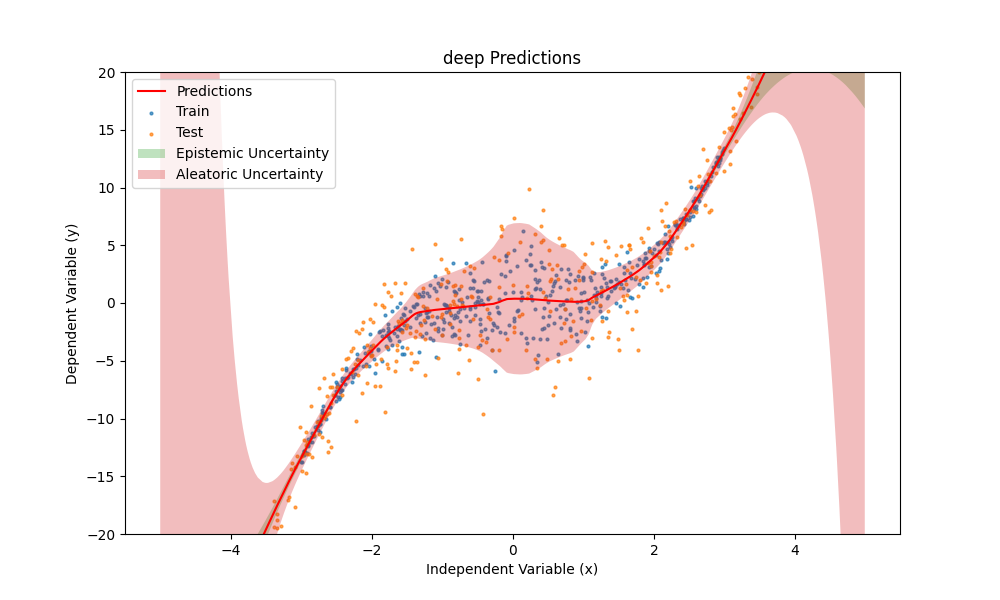 deep Predictions
20
15
10
5
0
−5
−10
−15
−20
Dependent Variable (y)
Predictions
Train
Test
Epistemic Uncertainty
Aleatoric Uncertainty
−4
−2
0
2
4
Independent Variable (x)